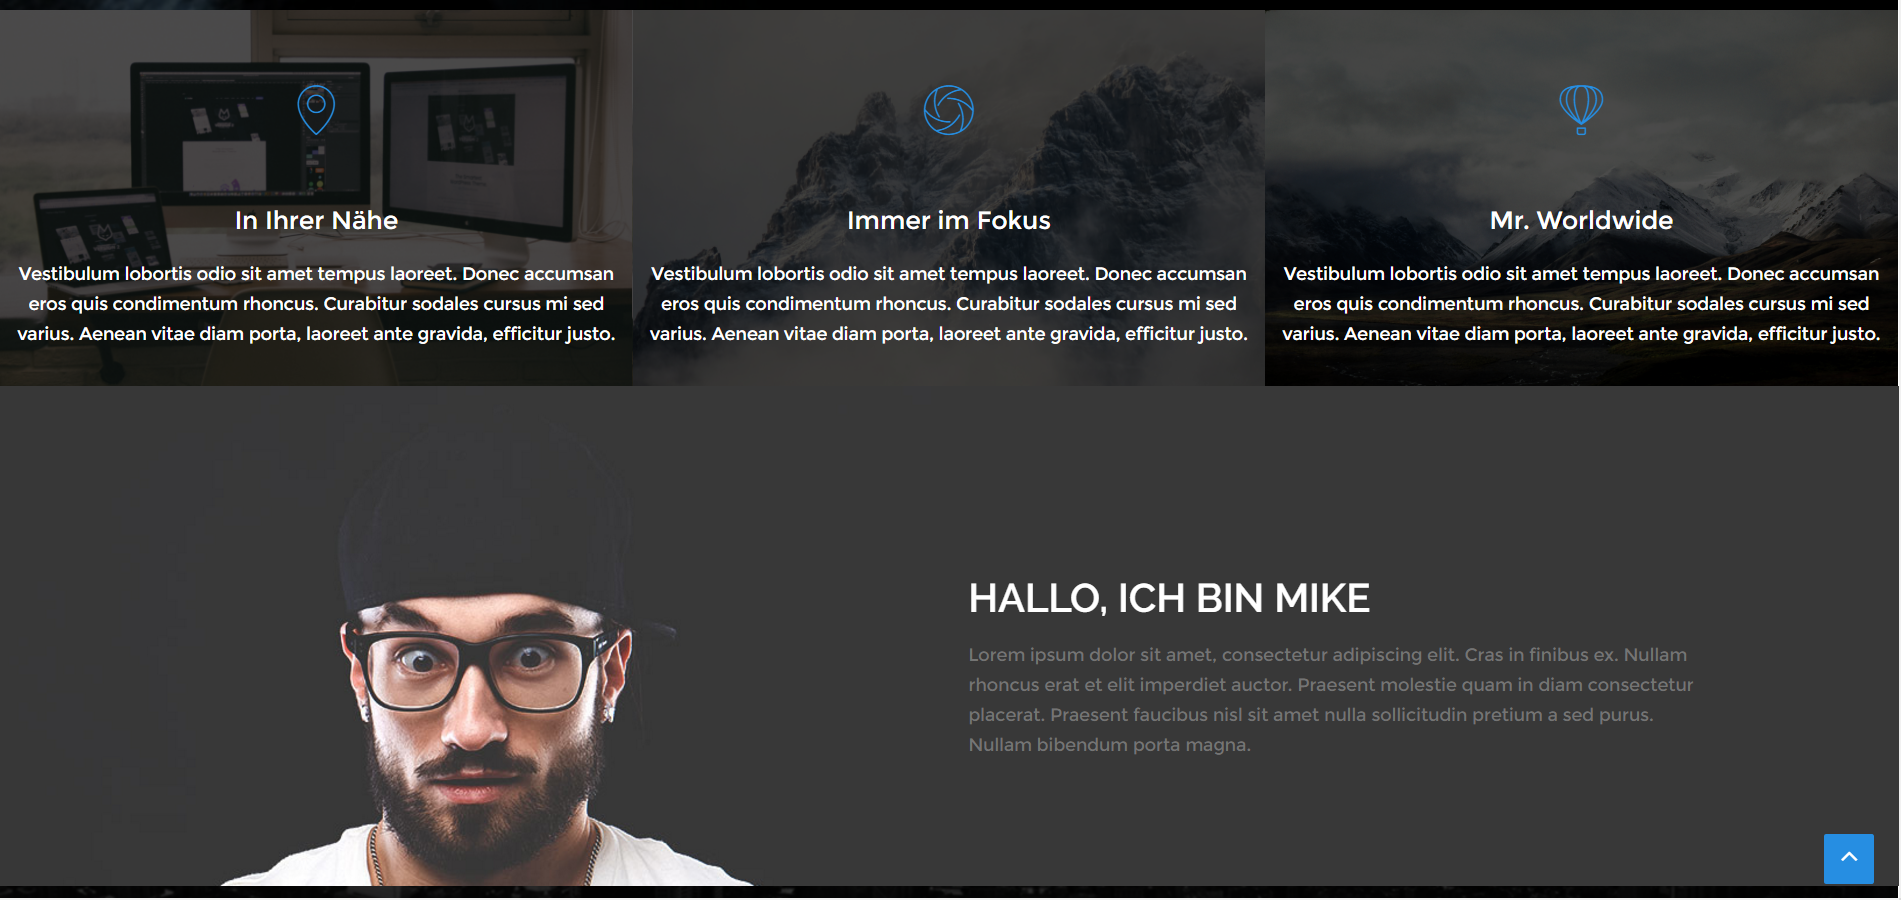 In Ihrer Nähe
Vestibulum lobortis odio sit amet tempus laoreet. Donec accumsan
eros quis condimentum rhoncus. Curabitur sodales cursus mi sed
varius. Aenean vitae diam porta, laoreet ante gravida, efficitur justo.
Immer im Fokus
Vestibulum lobortis odio sit amet tempus laoreet. Donec accumsan
eros quis condimentum rhoncus. Curabitur sodales cursus mi sed
varius. Aenean vitae diam porta, laoreet ante gravida, efficitur justo.
Mr. Worldwide
Vestibulum lobortis odio sit amet tempus laoreet. Donec accumsan
eros quis condimentum rhoncus. Curabitur sodales cursus mi sed
varius. Aenean vitae diam porta, laoreet ante gravida, efficitur justo.
HALLO, ICH BIN MIKE
Lorem ipsum dolor sit amet, consectetur adipiscing elit. Cras in finibus ex. Nullam
rhoncus erat et elit imperdiet auctor. Praesent molestie quam in diam consectetur
placerat. Praesent faucibus nisl sit amet nulla sollicitudin pretium a sed purus.
Nullam bibendum porta magna.